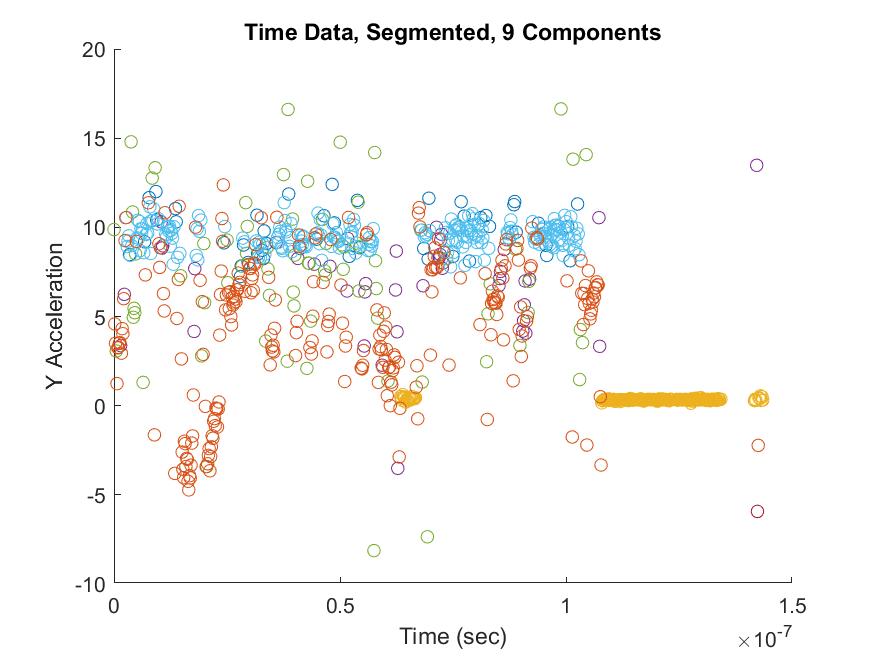 Time Data, Segmented, 9 Components
20
15
10
5
0
-5
-10
Y Acceleration
0 0.5 1 1.5
Time (sec)
×10⁻⁷